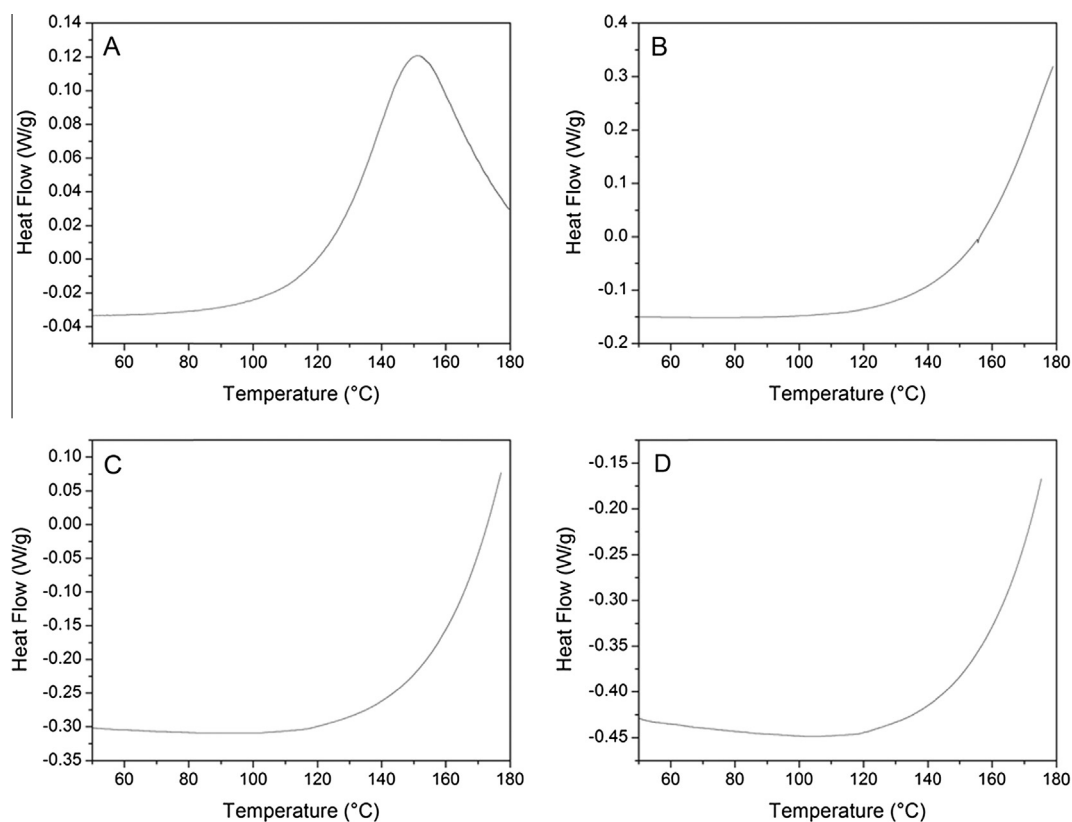 A
Heat Flow (W/g)
0.14
0.12
0.10
0.08
0.06
0.04
0.02
0.00
-0.02
-0.04
60 80 100 120 140 160 180
Temperature (°C)
B
Heat Flow (W/g)
0.4
0.3
0.2
0.1
0.0
-0.1
-0.2
60 80 100 120 140 160 180
Temperature (°C)
C
Heat Flow (W/g)
0.10
0.05
0.00
-0.05
-0.10
-0.15
-0.20
-0.25
-0.30
-0.35
60 80 100 120 140 160 180
Temperature (°C)
D
Heat Flow (W/g)
-0.15
-0.20
-0.25
-0.30
-0.35
-0.40
-0.45
60 80 100 120 140 160 180
Temperature (°C)